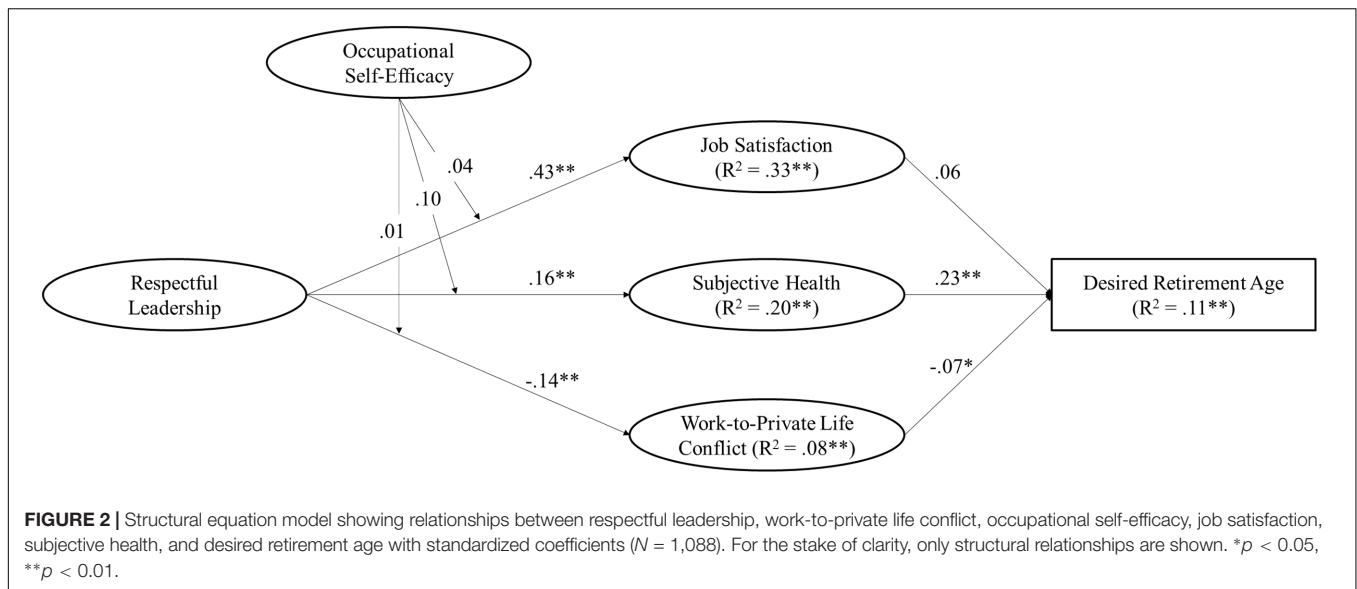 Occupational
Self-Efficacy
Job Satisfaction
(R² = .33**)
.04
.43**
.06
.10
.01
Respectful
Leadership
.16**
Subjective Health
(R² = .20**)
.23**
Desired Retirement Age
(R² = .11**)
-.14**
-.07*
Work-to-Private Life
Conflict (R² = .08**)
FIGURE 2 | Structural equation model showing relationships between respectful leadership, work-to-private life conflict, occupational self-efficacy, job satisfaction,
subjective health, and desired retirement age with standardized coefficients (N = 1,088). For the stake of clarity, only structural relationships are shown. *p < 0.05,
**p < 0.01.